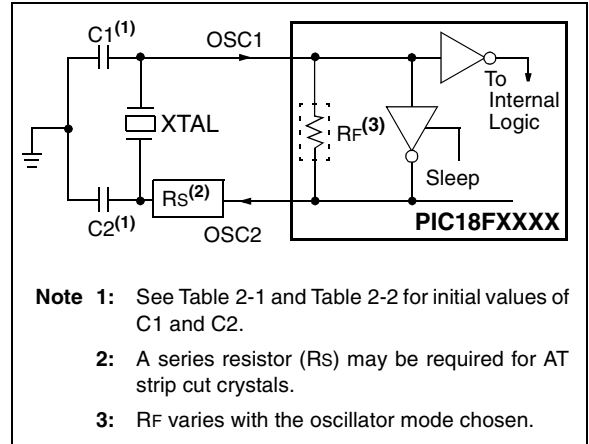 C1(1)
OSC1
To
Internal
Logic
XTAL
RF(3)
Sleep
C2(1)
RS(2)
OSC2
PIC18FXXXX
Note 1: See Table 2-1 and Table 2-2 for initial values of
C1 and C2.
2: A series resistor (RS) may be required for AT
strip cut crystals.
3: RF varies with the oscillator mode chosen.